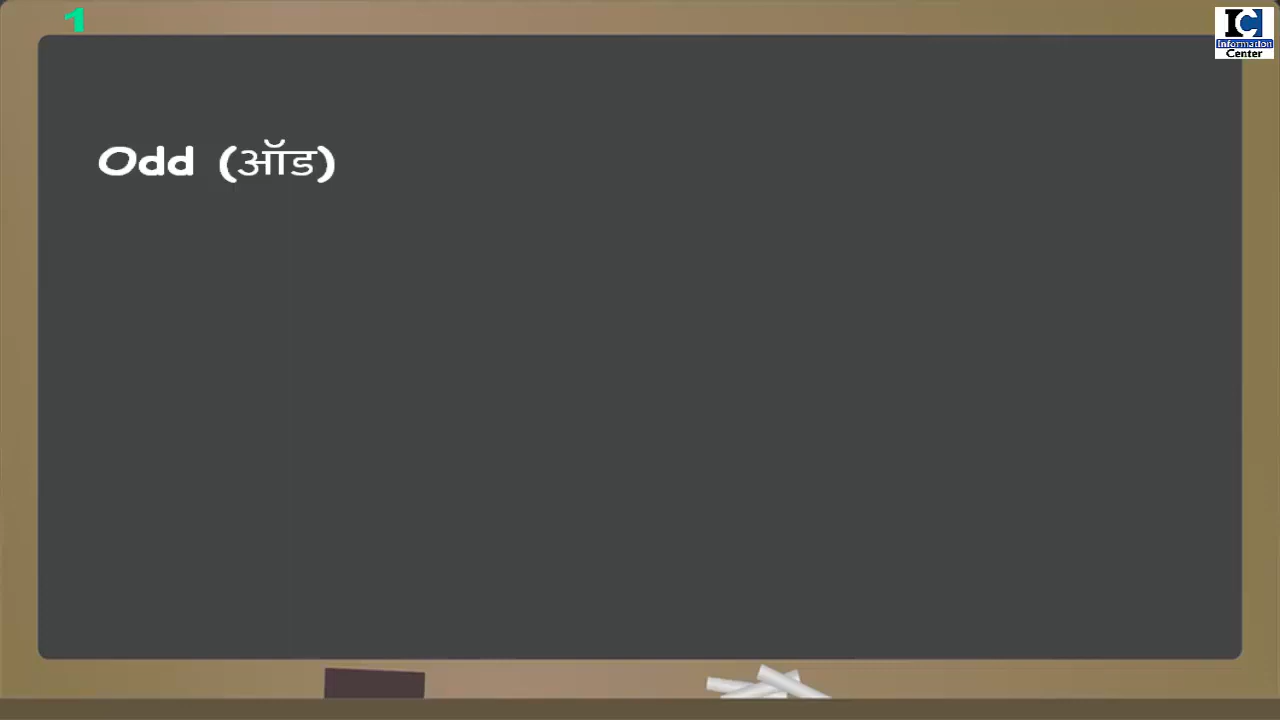 1
IC
Information
Center
Odd (ऑड)